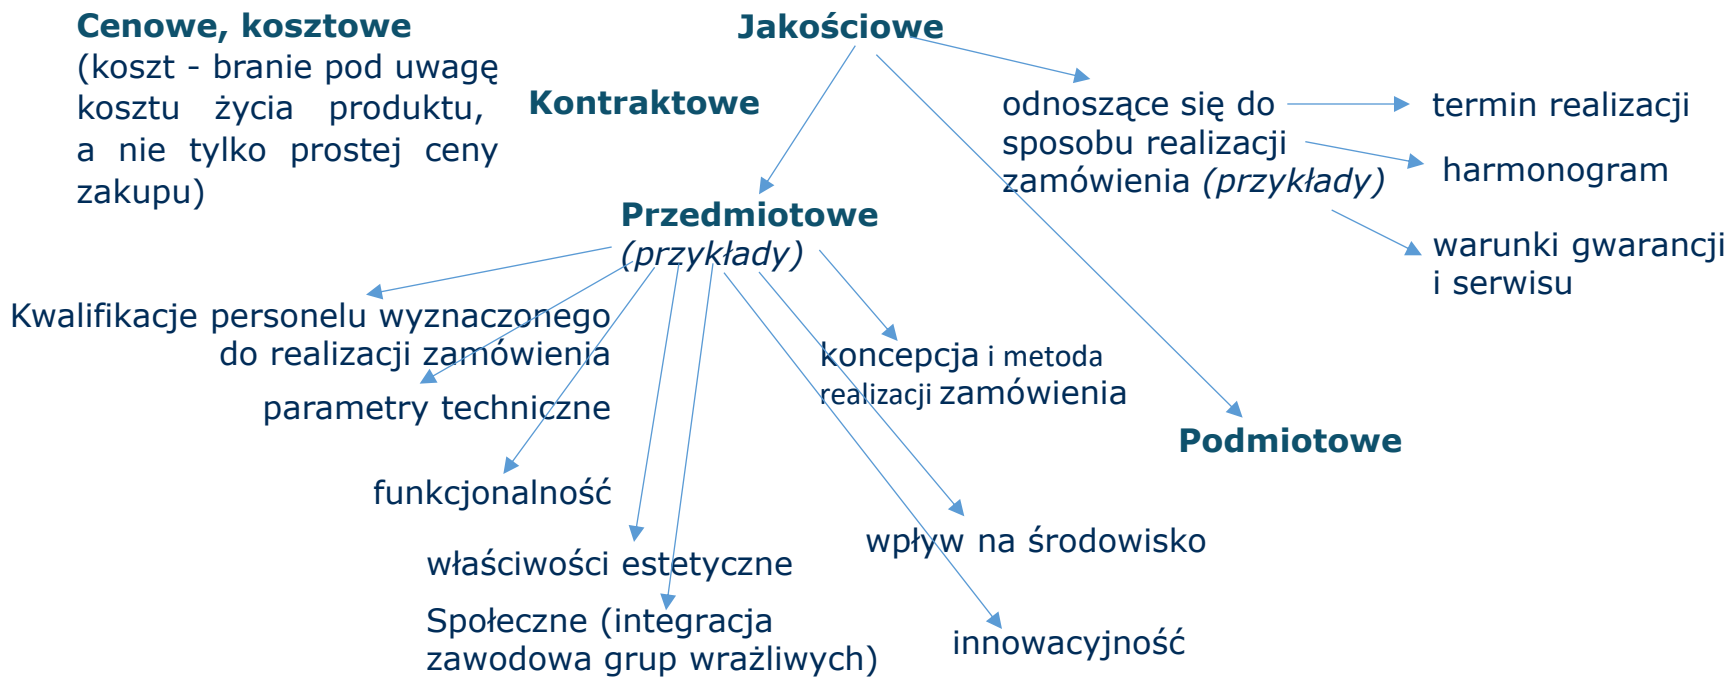 Cenowe, kosztowe
(koszt - branie pod uwagę
kosztu życia produktu,
a nie tylko prostej ceny
zakupu)
Kontraktowe
Jakościowe
odnoszące się do
sposobu realizacji
zamówienia (przykłady)
termin realizacji
harmonogram
warunki gwarancji
i serwisu
Przedmiotowe
(przykłady)
Kwalifikacje personelu wyznaczonego
do realizacji zamówienia
parametry techniczne
funkcjonalność
właściwości estetyczne
Społeczne (integracja
zawodowa grup wrażliwych)
koncepcja i metoda
realizacji zamówienia
wpływ na środowisko
innowacyjność
Podmiotowe